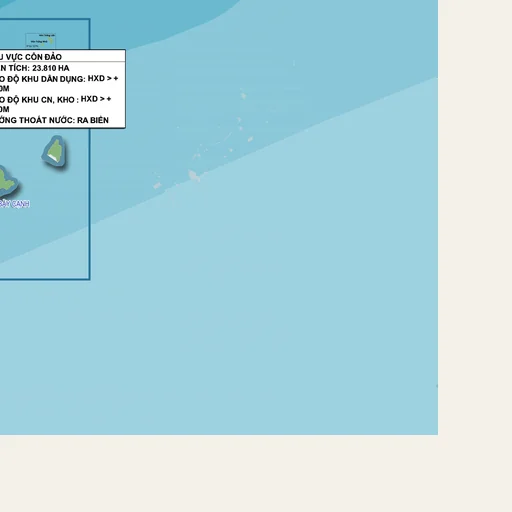 U VỰC CÔN ĐẢO
N TÍCH: 23.810 HA
O ĐỘ KHU DÂN DỤNG: HXD > +
0M
O ĐỘ KHU CN, KHO : HXD > +
0M
ỚNG THOÁT NƯỚC: RA BIỂN
BẢY CẠNH